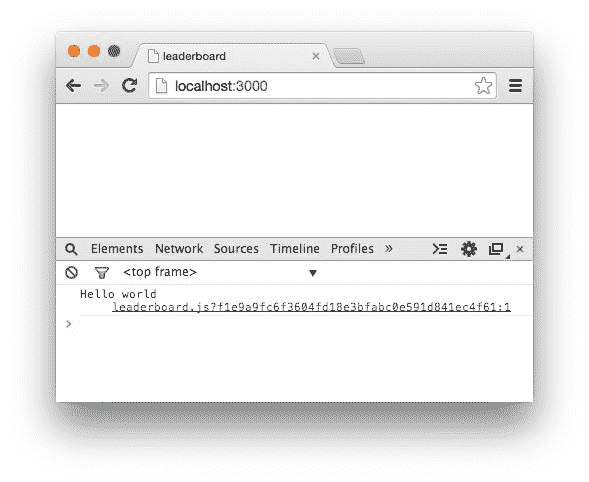 leaderboard
localhost:3000
Elements Network Sources Timeline Profiles »
<top frame>
Hello world
leaderboard.js?f1e9a9fc6f3604fd18e3bfabc0e591d841ec4f61:1
>